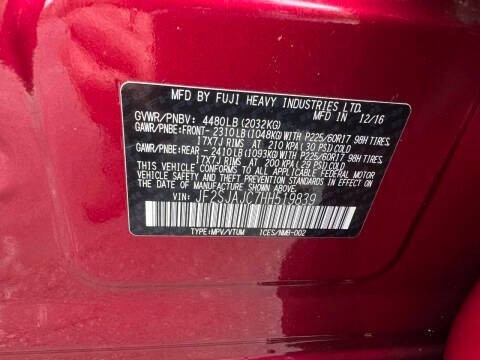 MFD BY FUJI HEAVY INDUSTRIES LTD.
GVWR/PNBV: 4480LB(2032KG) MFD IN 12/16
GAWR/PNBE:FRONT- 2310LB(1048KG)WITH P225/60R17 98H TIRES,
17X7J RIMS AT 210 KPA(30 PSI)COLD
GAWR/PNBE:REAR - 2410LB(1093KG)WITH P225/60R17 98H TIRES,
17X7J RIMS AT 200 KPA(29 PSI)COLD
THIS VEHICLE CONFORMS TO ALL APPLICABLE FEDERAL MOTOR
VEHICLE SAFETY AND THEFT PREVENTION STANDARDS IN EFFECT
ON THE DATE OF MANUFACTURE SHOWN ABOVE.
VIN: JF2SJAJC7HH519839
TYPE:MPV/VTUM ICES/NMB-002